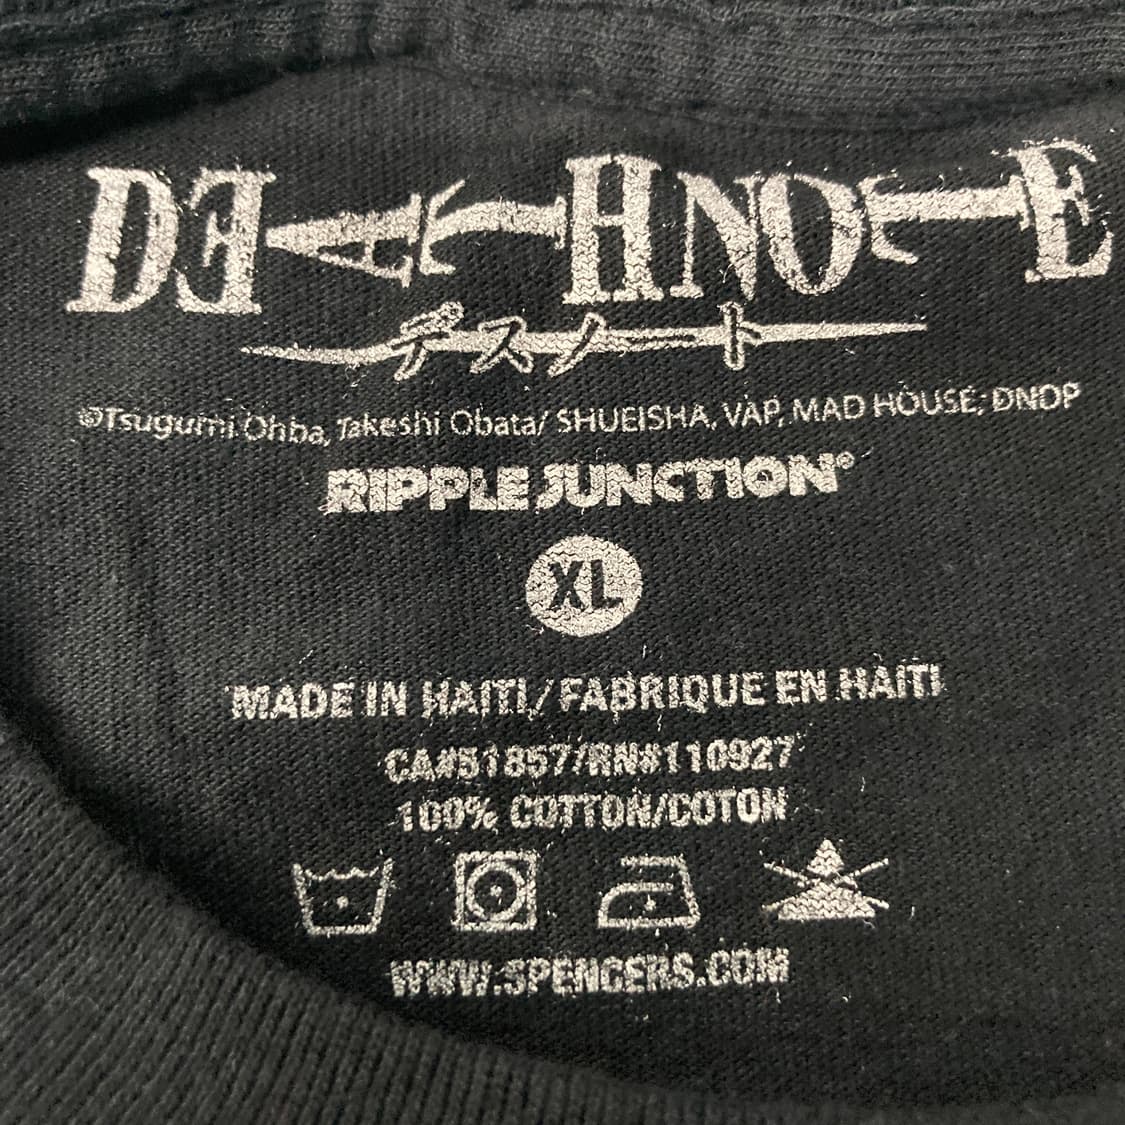 DEATH NOTE
デスノート
©Tsugumi Ohba, Takeshi Obata/ SHUEISHA, VAP, MAD HOUSE, DNDP
RIPPLE JUNCTION®
XL
MADE IN HAITI/ FABRIQUE EN HAITI
CA#51857/RN#110927
100% COTTON/COTON
WWW.SPENCERS.COM